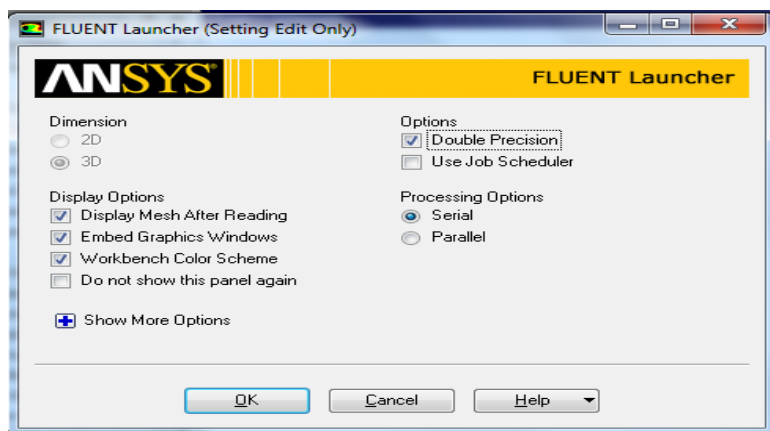 FLUENT Launcher (Setting Edit Only)
ANSYS®
FLUENT Launcher
Dimension
2D
3D
Display Options
Display Mesh After Reading
Embed Graphics Windows
Workbench Color Scheme
Do not show this panel again
Show More Options
Options
Double Precision
Use Job Scheduler
Processing Options
Serial
Parallel
OK
Cancel
Help